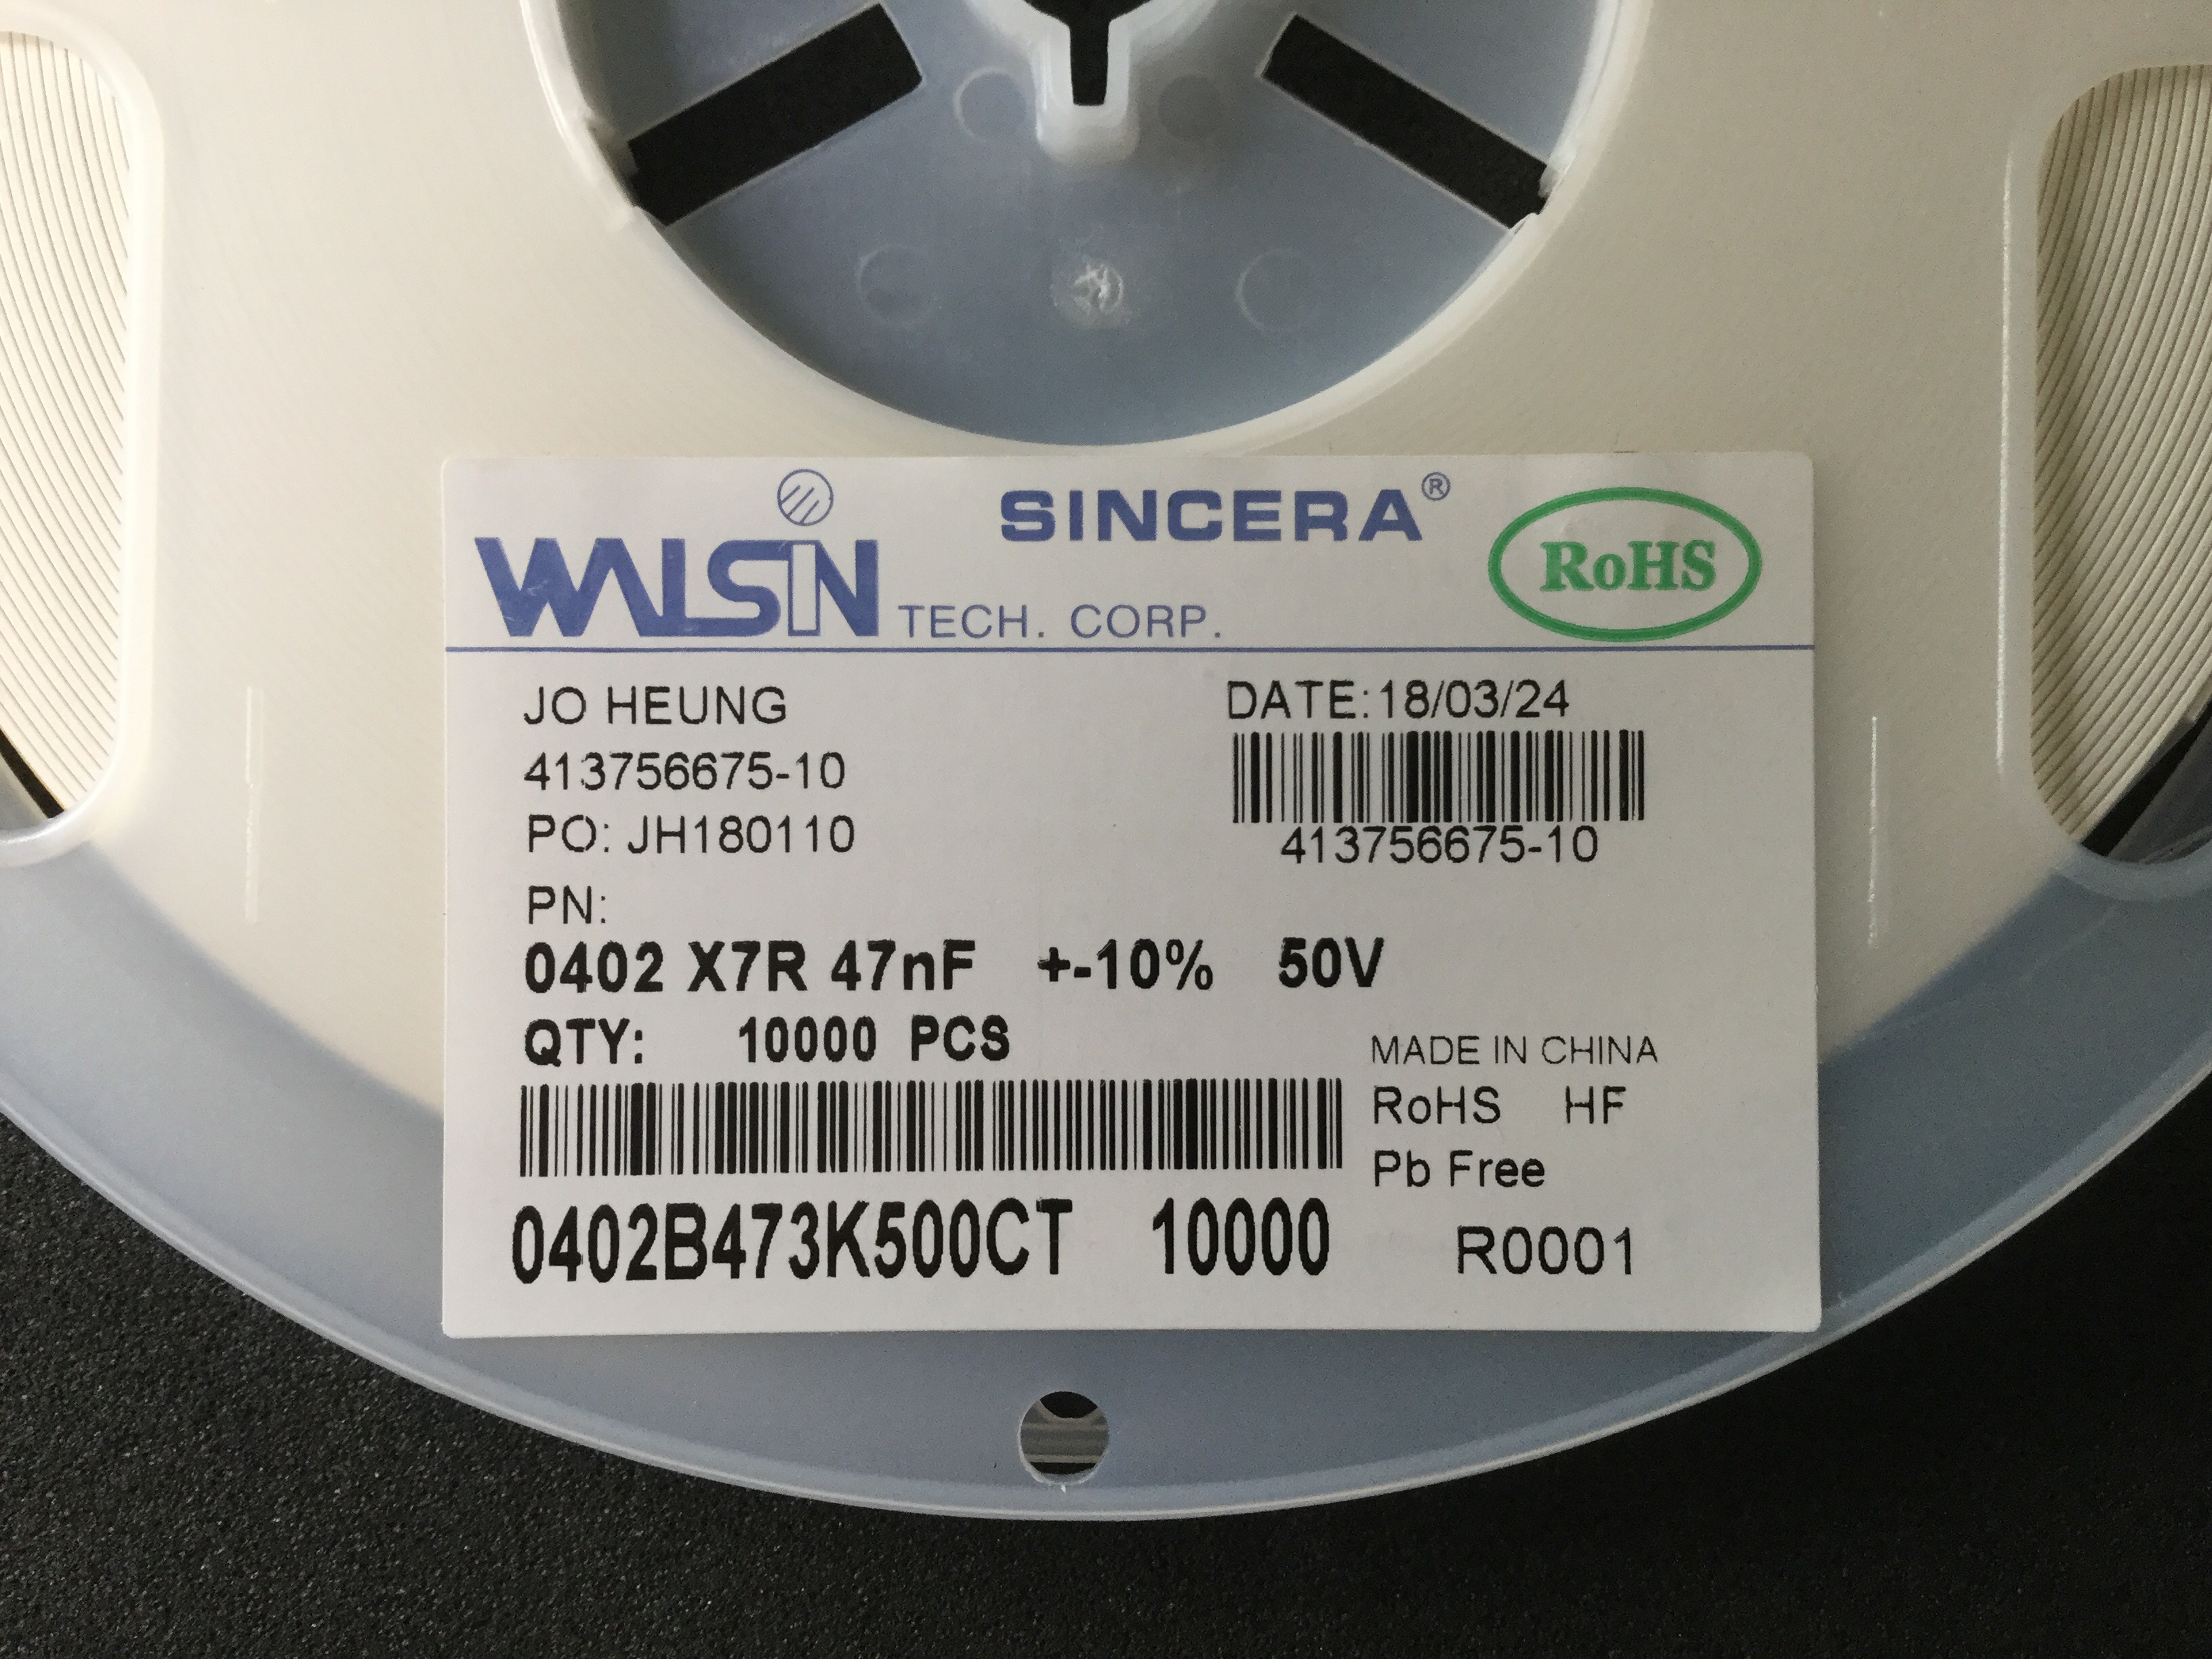 WALSIN TECH. CORP.
SINCERA®
RoHS
JO HEUNG
DATE:18/03/24
413756675-10
413756675-10
PO: JH180110
PN:
0402 X7R 47nF +-10% 50V
QTY: 10000 PCS
MADE IN CHINA
RoHS HF
Pb Free
0402B473K500CT 10000
R0001